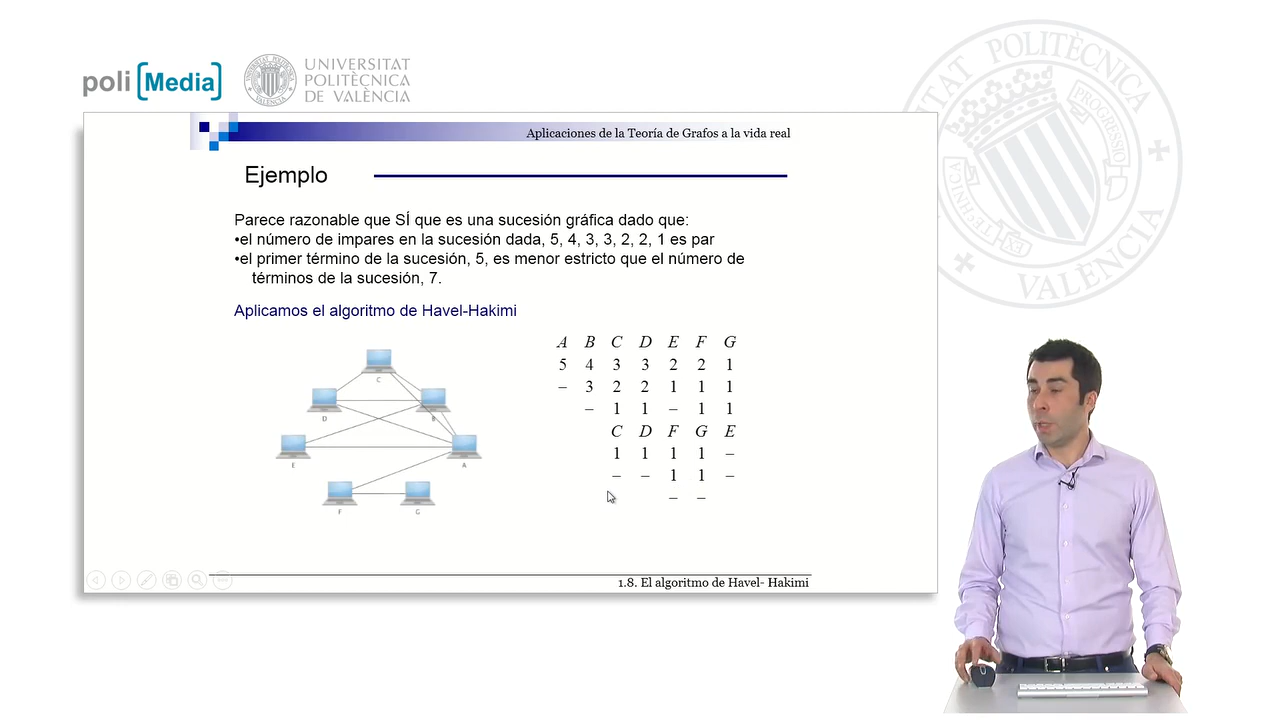 poli [Media]
UNIVERSITAT
POLITÈCNICA
DE VALÈNCIA
Aplicaciones de la Teoría de Grafos a la vida real
Ejemplo
Parece razonable que SÍ que es una sucesión gráfica dado que:
•el número de impares en la sucesión dada, 5, 4, 3, 3, 2, 2, 1 es par
•el primer término de la sucesión, 5, es menor estricto que el número de
términos de la sucesión, 7.
Aplicamos el algoritmo de Havel-Hakimi
C
D
B
E
A
F
G
A B C D E F G
5 4 3 3 2 2 1
– 3 2 2 1 1 1
– 1 1 – 1 1
C D F G E
1 1 1 1 –
– – 1 1 –
– –
1.8. El algoritmo de Havel- Hakimi
POLITÈCNICA
VALÈNCIA